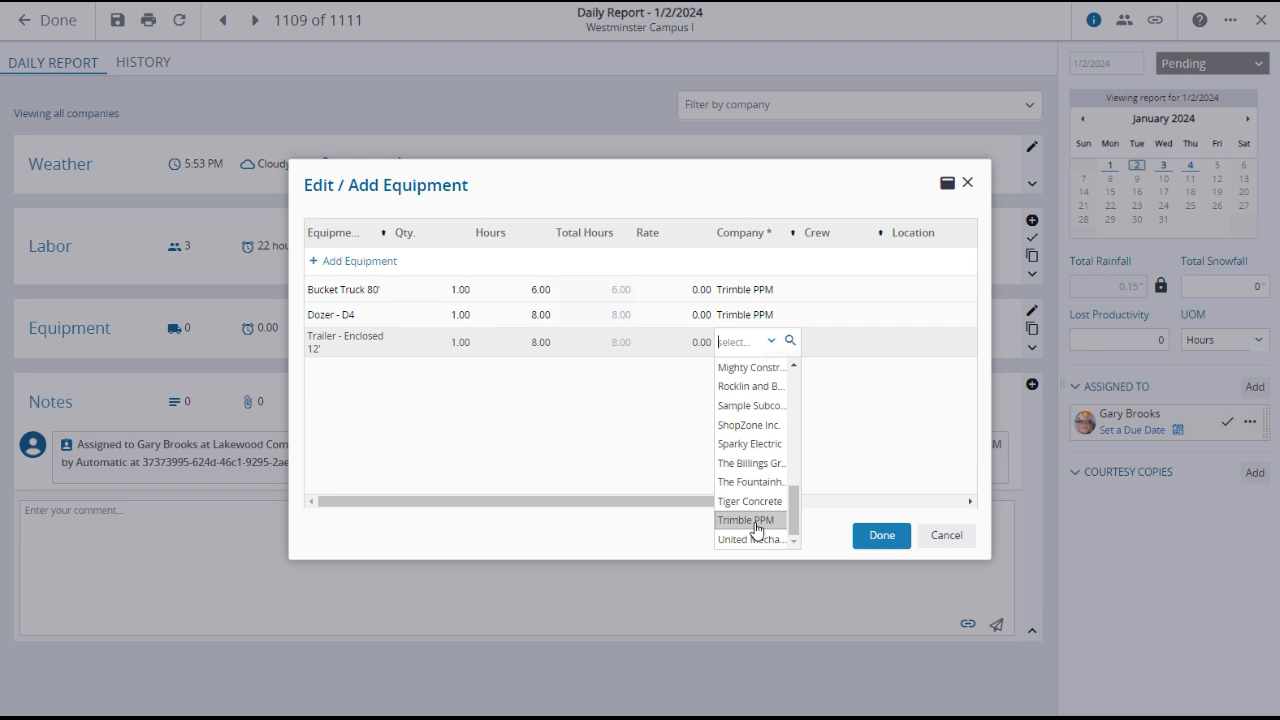 Done
1109 of 1111
Daily Report - 1/2/2024
Westminster Campus I
DAILY REPORT
HISTORY
1/2/2024
Pending
Viewing all companies
Filter by company
Viewing report for 1/2/2024
January 2024
Sun Mon Tue Wed Thu Fri Sat
1 2 3 4 5 6
7 8 9 10 11 12 13
14 15 16 17 18 19 20
21 22 23 24 25 26 27
28 29 30 31
Weather
5:53 PM
Cloudy
Labor
3
22 hou
Equipment
0
0.00
Notes
0
0
Assigned to Gary Brooks at Lakewood Com
by Automatic at 37373995-624d-46c1-9295-2ae
M
Enter your comment...
Edit / Add Equipment
Equipme... Qty. Hours Total Hours Rate Company * Crew Location
+ Add Equipment
Bucket Truck 80' 1.00 6.00 6.00 0.00 Trimble PPM
Dozer - D4 1.00 8.00 8.00 0.00 Trimble PPM
Trailer - Enclosed
12' 1.00 8.00 8.00 0.00 select...
Mighty Constr...
Rocklin and B...
Sample Subco...
ShopZone Inc.
Sparky Electric
The Billings Gr...
The Fountainh...
Tiger Concrete
Trimble PPM
United Mecha...
Done
Cancel
Total Rainfall
Total Snowfall
0.15"
0"
Lost Productivity
UOM
0
Hours
ASSIGNED TO
Add
Gary Brooks
Set a Due Date
COURTESY COPIES
Add